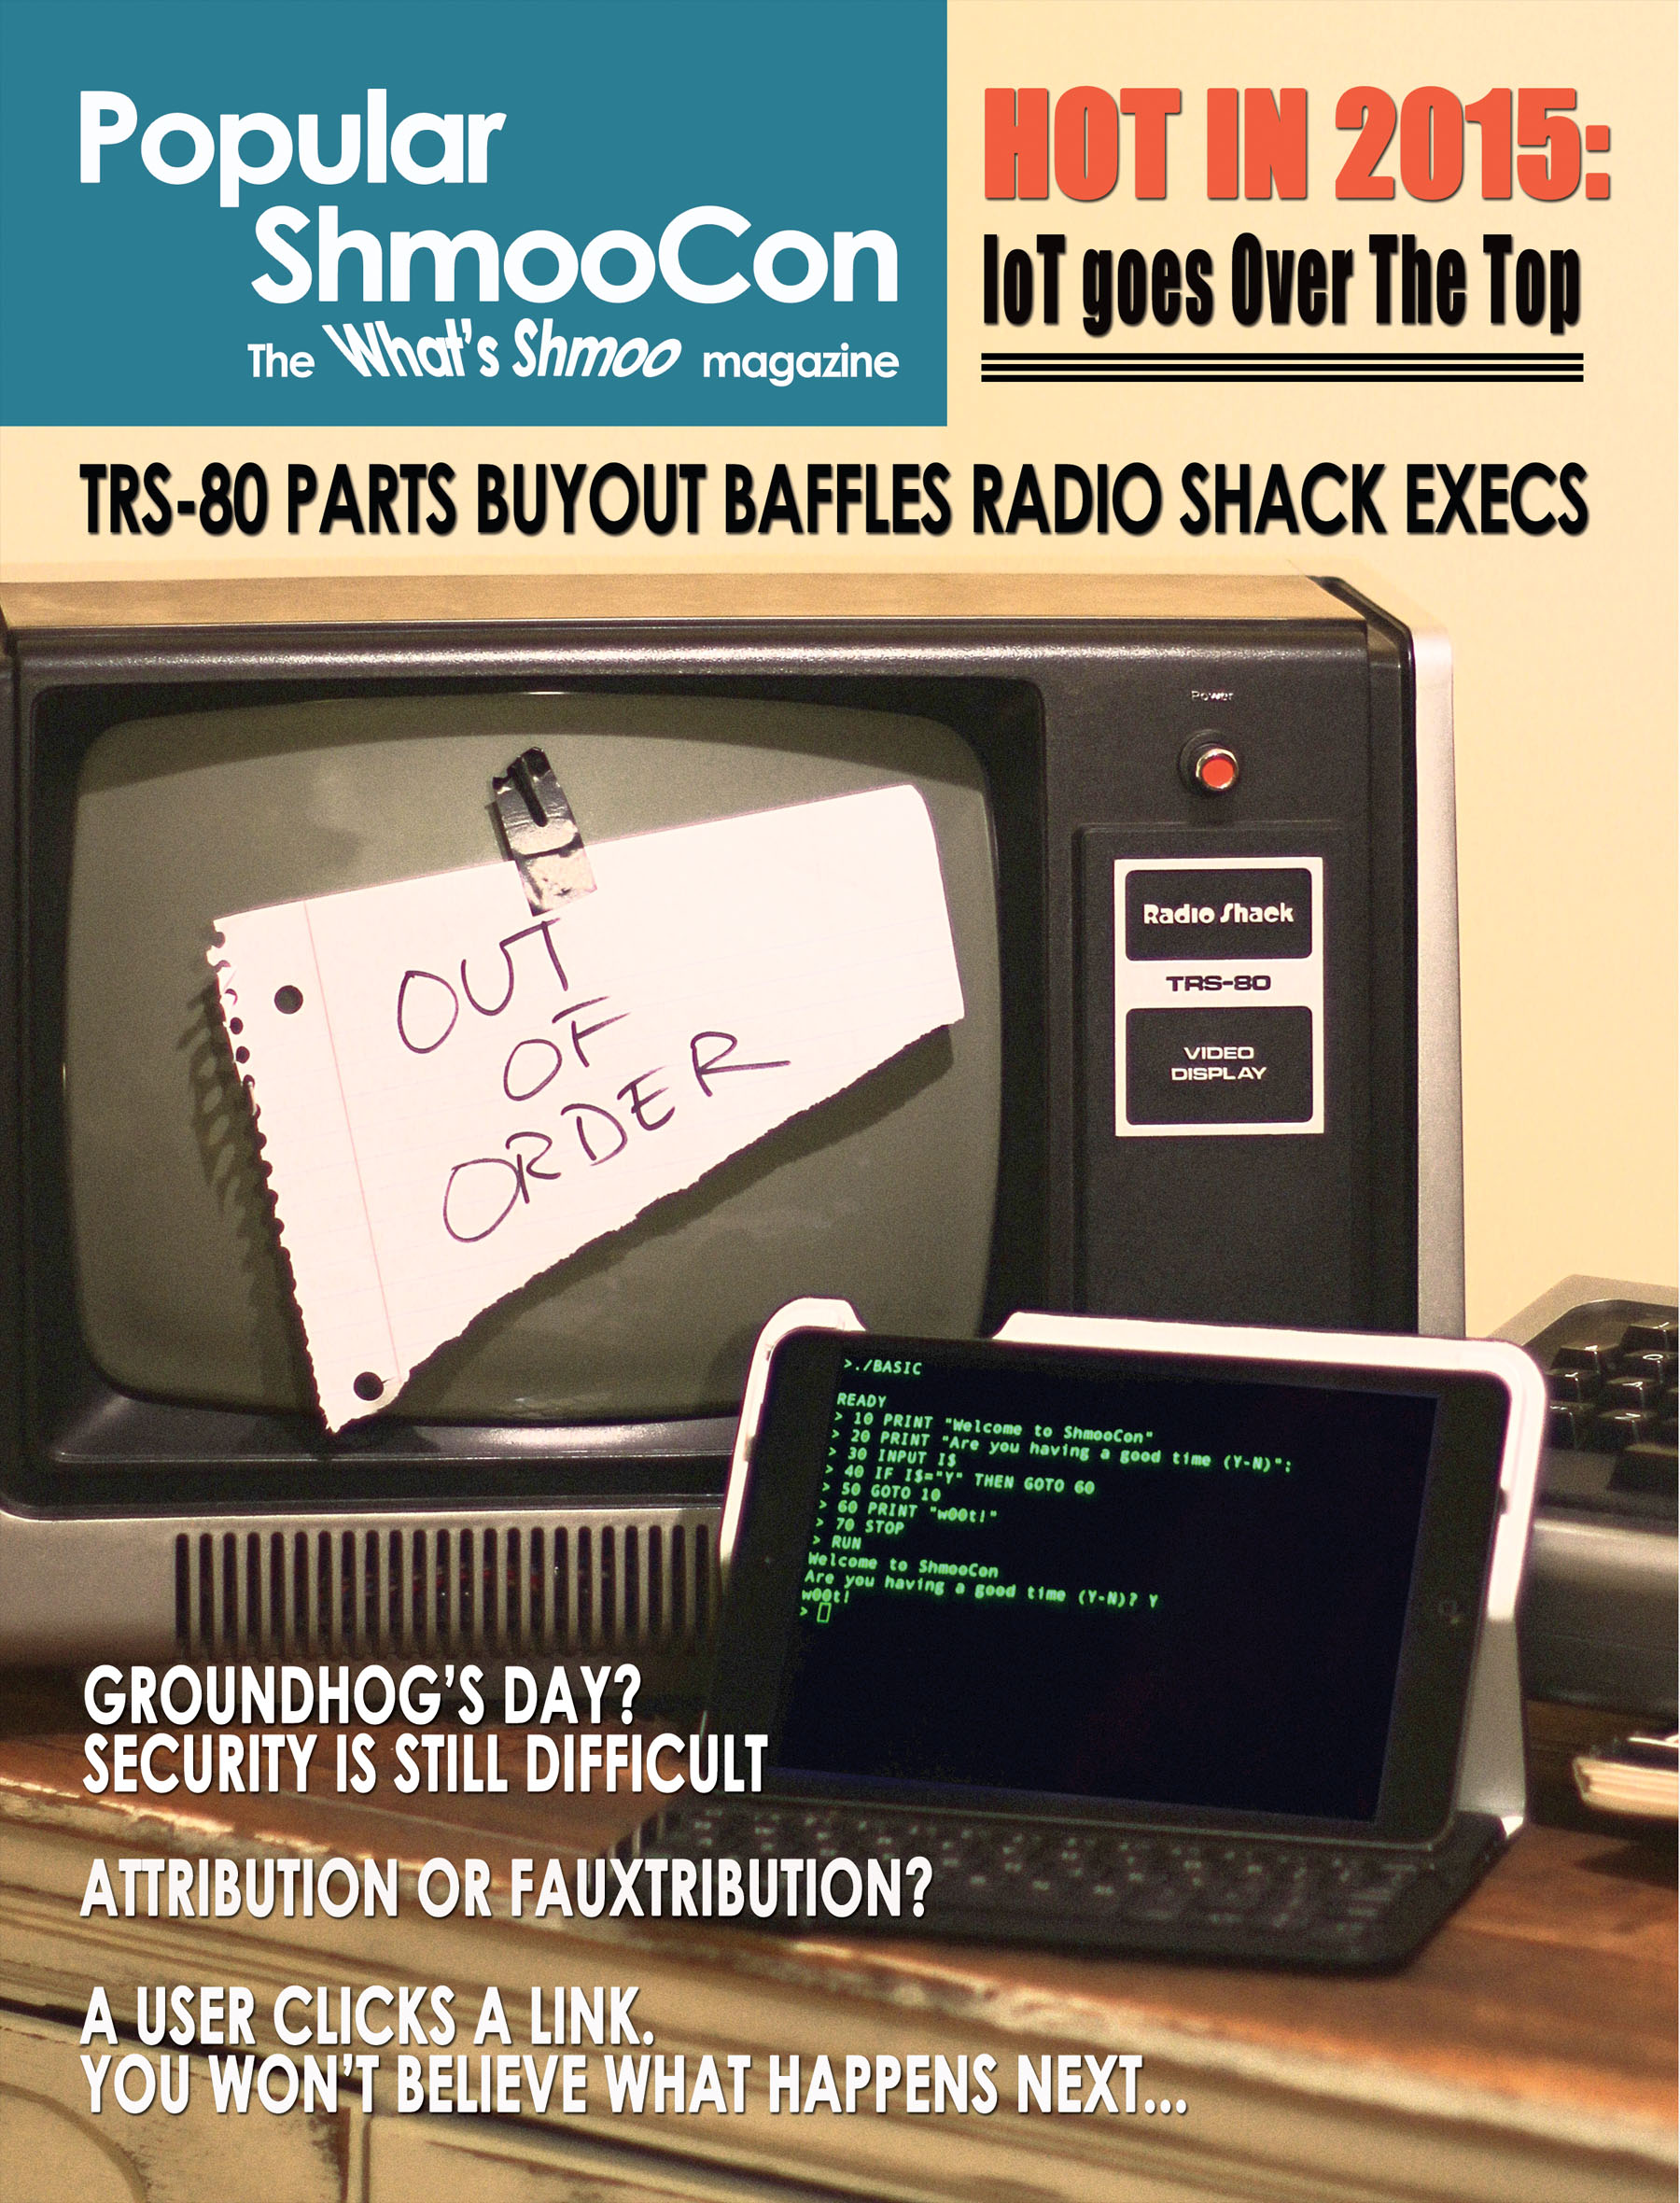 Popular
ShmooCon
The What's Shmoo magazine
HOT IN 2015:
IoT goes Over The Top
TRS-80 PARTS BUYOUT BAFFLES RADIO SHACK EXECS
Power
Radio Shack
TRS-80
VIDEO
DISPLAY
OUT
OF
ORDER
>./BASIC
READY
> 10 PRINT "Welcome to ShmooCon"
> 20 PRINT "Are you having a good time (Y-N)";
> 30 INPUT I$
> 40 IF I$="Y" THEN GOTO 60
> 50 GOTO 10
> 60 PRINT "w00t!"
> 70 STOP
> RUN
Welcome to ShmooCon
Are you having a good time (Y-N)? Y
w00t!
>
GROUNDHOG'S DAY?
SECURITY IS STILL DIFFICULT
ATTRIBUTION OR FAUXTRIBUTION?
A USER CLICKS A LINK.
YOU WON'T BELIEVE WHAT HAPPENS NEXT...